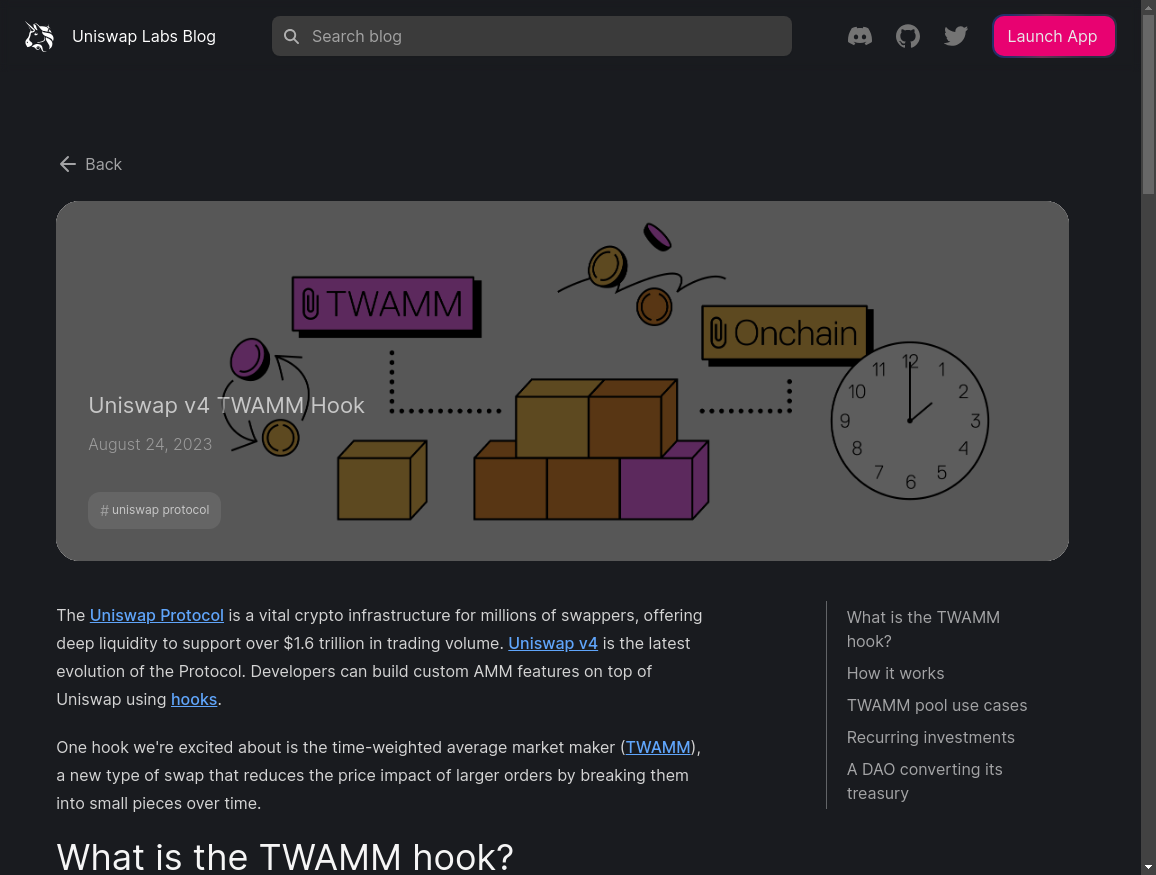 Uniswap Labs Blog
Search blog
Launch App
Back
TWAMM
Onchain
12
11 1
10 2
9 3
8 4
7 5
6
Uniswap v4 TWAMM Hook
August 24, 2023
# uniswap protocol
The Uniswap Protocol is a vital crypto infrastructure for millions of swappers, offering
deep liquidity to support over $1.6 trillion in trading volume. Uniswap v4 is the latest
evolution of the Protocol. Developers can build custom AMM features on top of
Uniswap using hooks.
One hook we're excited about is the time-weighted average market maker (TWAMM),
a new type of swap that reduces the price impact of larger orders by breaking them
into small pieces over time.
What is the TWAMM hook?
What is the TWAMM
hook?
How it works
TWAMM pool use cases
Recurring investments
A DAO converting its
treasury